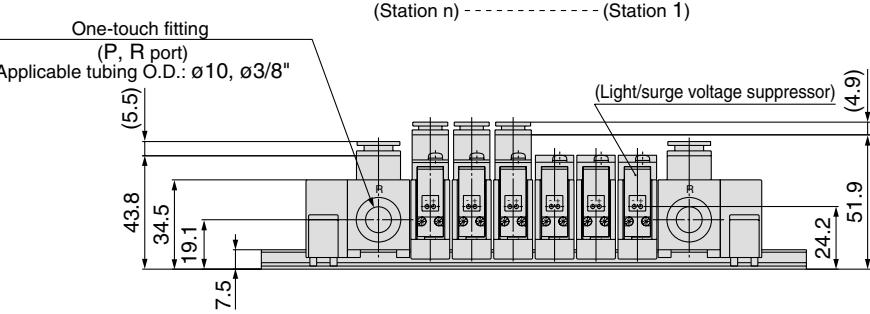 (Station n) ------------ (Station 1)
One-touch fitting
(P, R port)
Applicable tubing O.D.: ø10, ø3/8"
(Light/surge voltage suppressor)
(5.5)
(4.9)
43.8
34.5
19.1
7.5
R
R
24.2
51.9